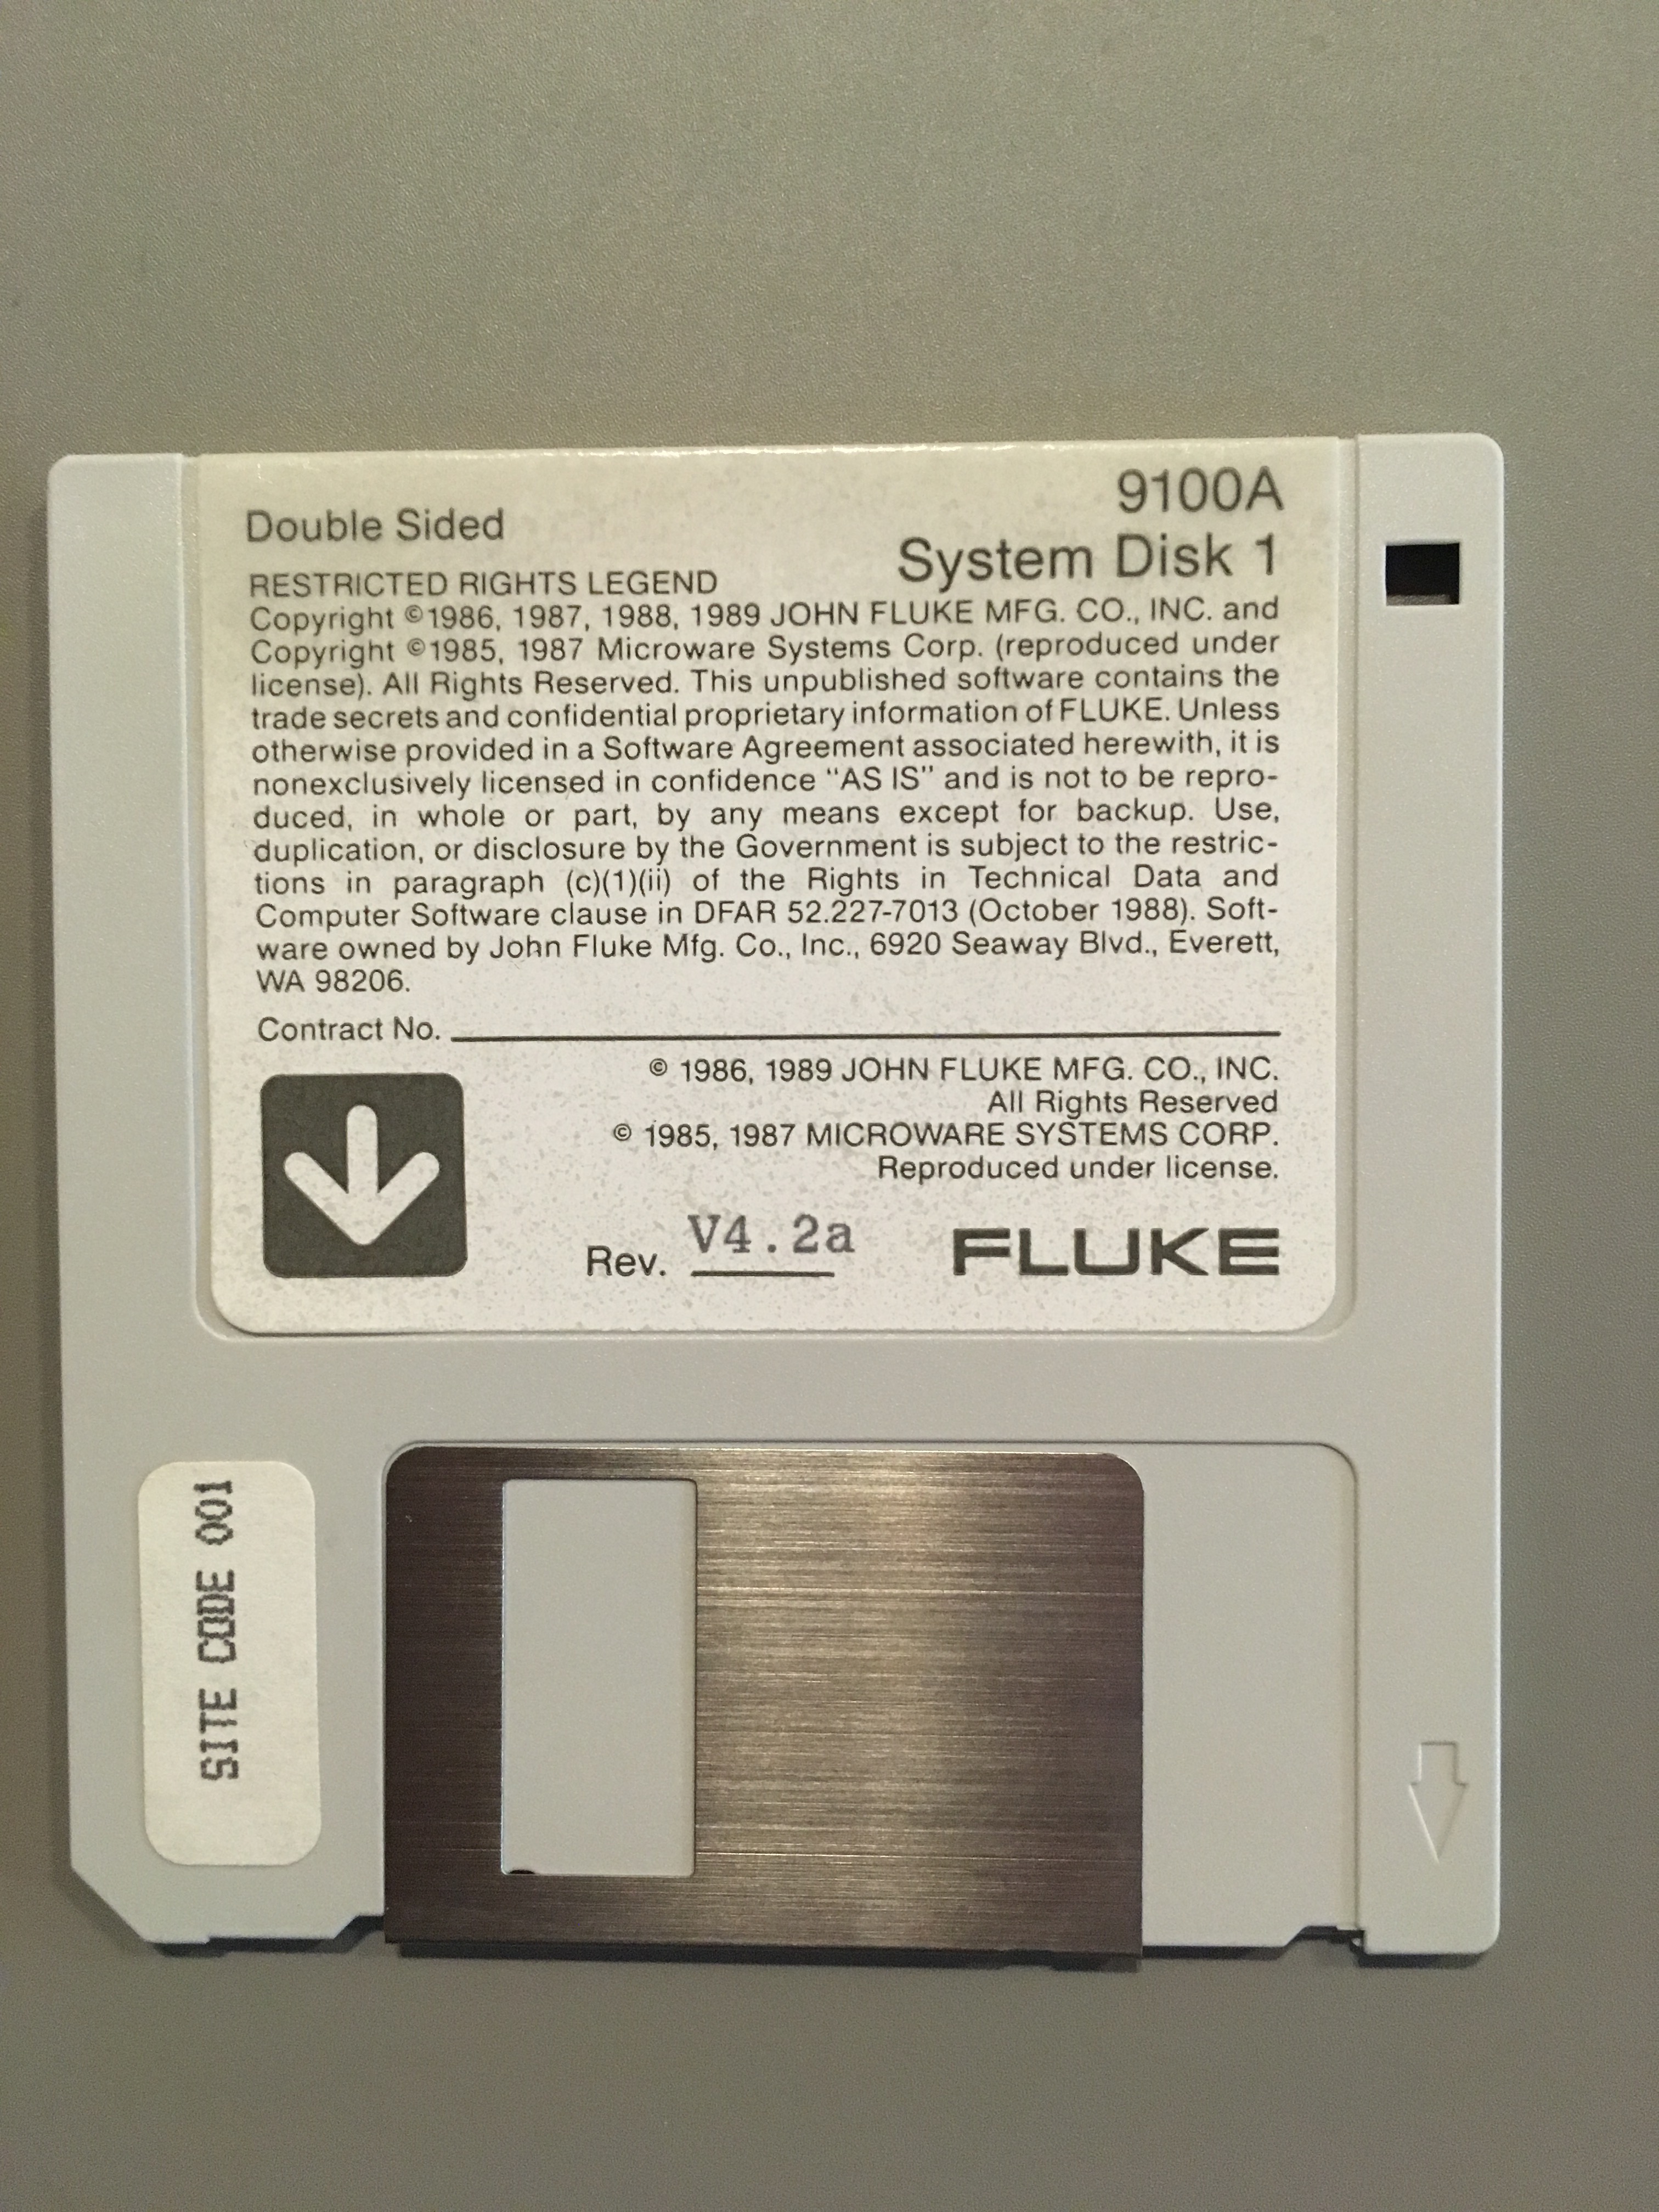 9100A
Double Sided
System Disk 1
RESTRICTED RIGHTS LEGEND
Copyright ©1986, 1987, 1988, 1989 JOHN FLUKE MFG. CO., INC. and
Copyright ©1985, 1987 Microware Systems Corp. (reproduced under
license). All Rights Reserved. This unpublished software contains the
trade secrets and confidential proprietary information of FLUKE. Unless
otherwise provided in a Software Agreement associated herewith, it is
nonexclusively licensed in confidence "AS IS" and is not to be repro-
duced, in whole or part, by any means except for backup. Use,
duplication, or disclosure by the Government is subject to the restric-
tions in paragraph (c)(1)(ii) of the Rights in Technical Data and
Computer Software clause in DFAR 52.227-7013 (October 1988). Soft-
ware owned by John Fluke Mfg. Co., Inc., 6920 Seaway Blvd., Everett,
WA 98206.
Contract No.
© 1986, 1989 JOHN FLUKE MFG. CO., INC.
All Rights Reserved
© 1985, 1987 MICROWARE SYSTEMS CORP.
Reproduced under license.
Rev. V4.2a FLUKE
SITE CODE 001